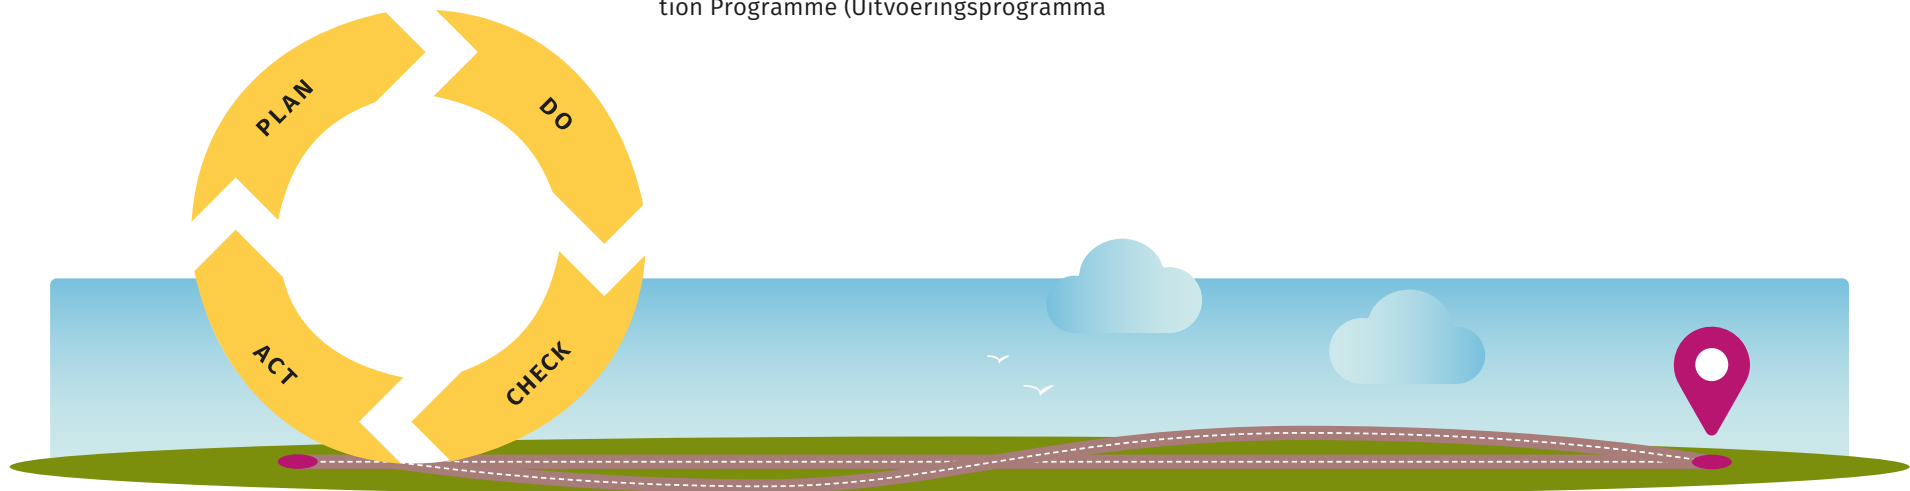 tion Programme (Uitvoeringsprogramma
PLAN
DO
ACT
CHECK